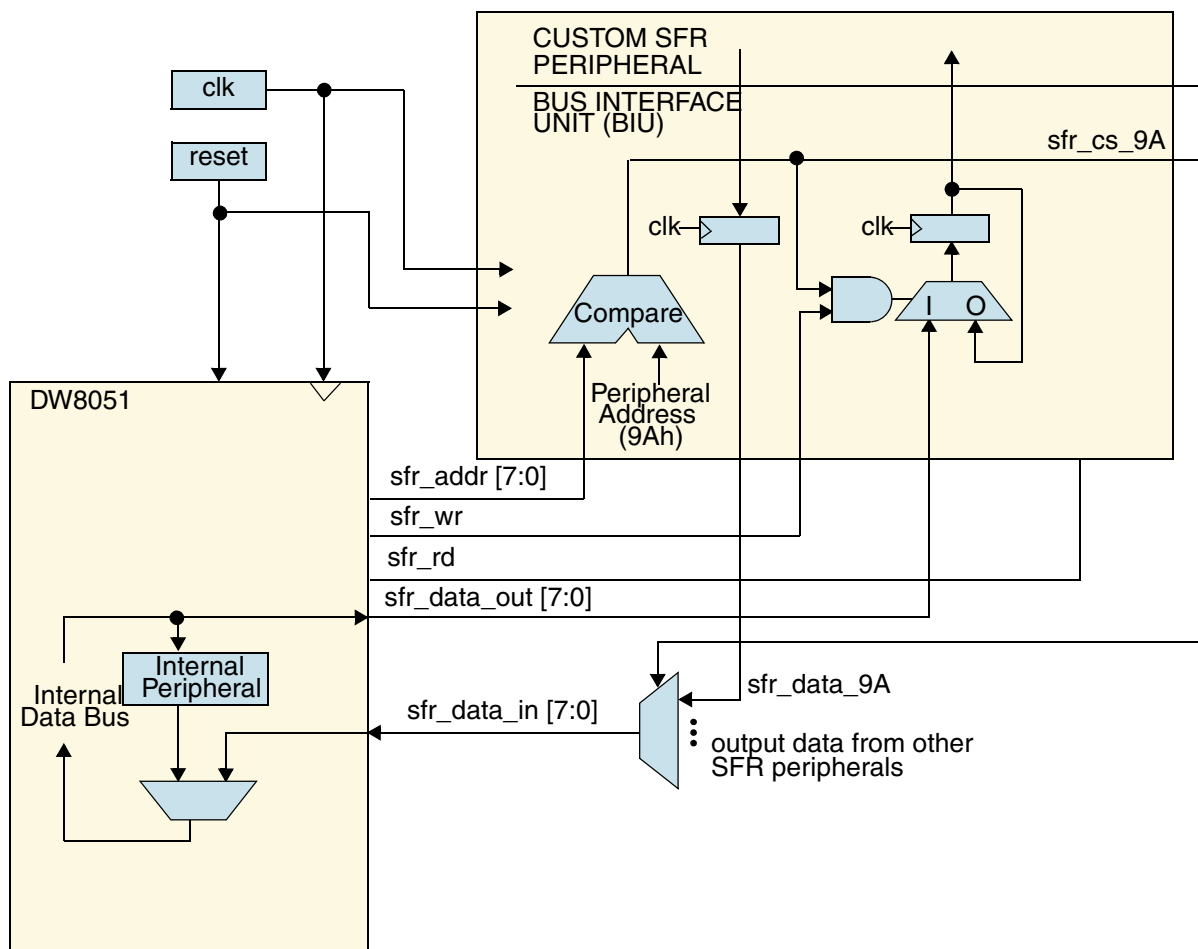 CUSTOM SFR
PERIPHERAL
BUS INTERFACE
UNIT (BIU)
clk
reset
sfr_cs_9A
clk
clk
Compare
I O
Peripheral
Address
(9Ah)
DW8051
sfr_addr [7:0]
sfr_wr
sfr_rd
sfr_data_out [7:0]
Internal
Peripheral
Internal
Data Bus
sfr_data_in [7:0]
sfr_data_9A
output data from other
SFR peripherals